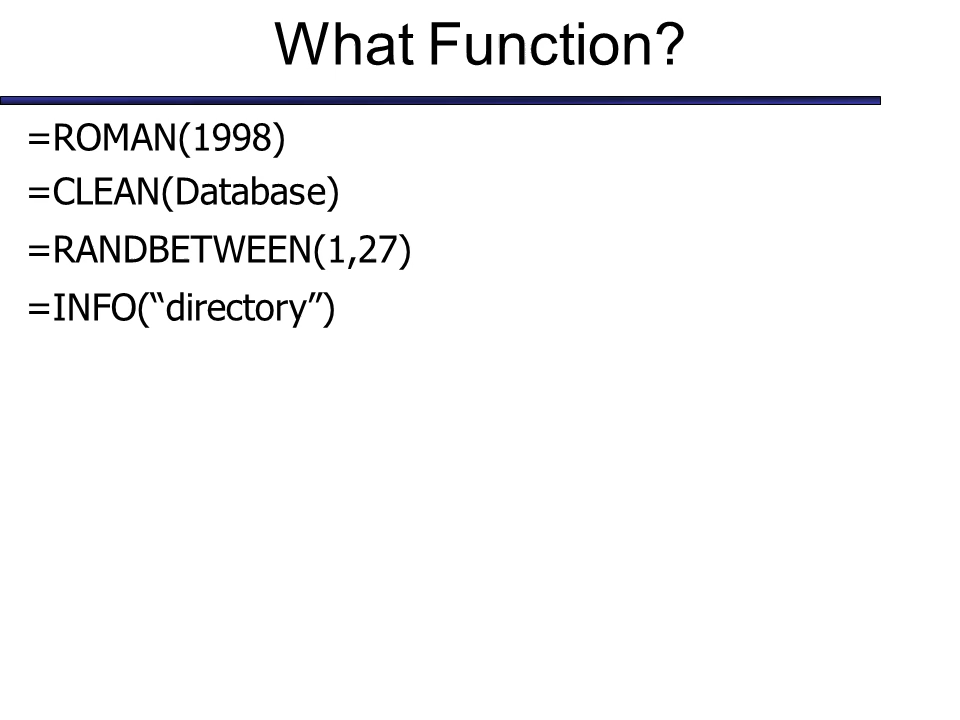 What Function?
=ROMAN(1998)
=CLEAN(Database)
=RANDBETWEEN(1,27)
=INFO(“directory”)